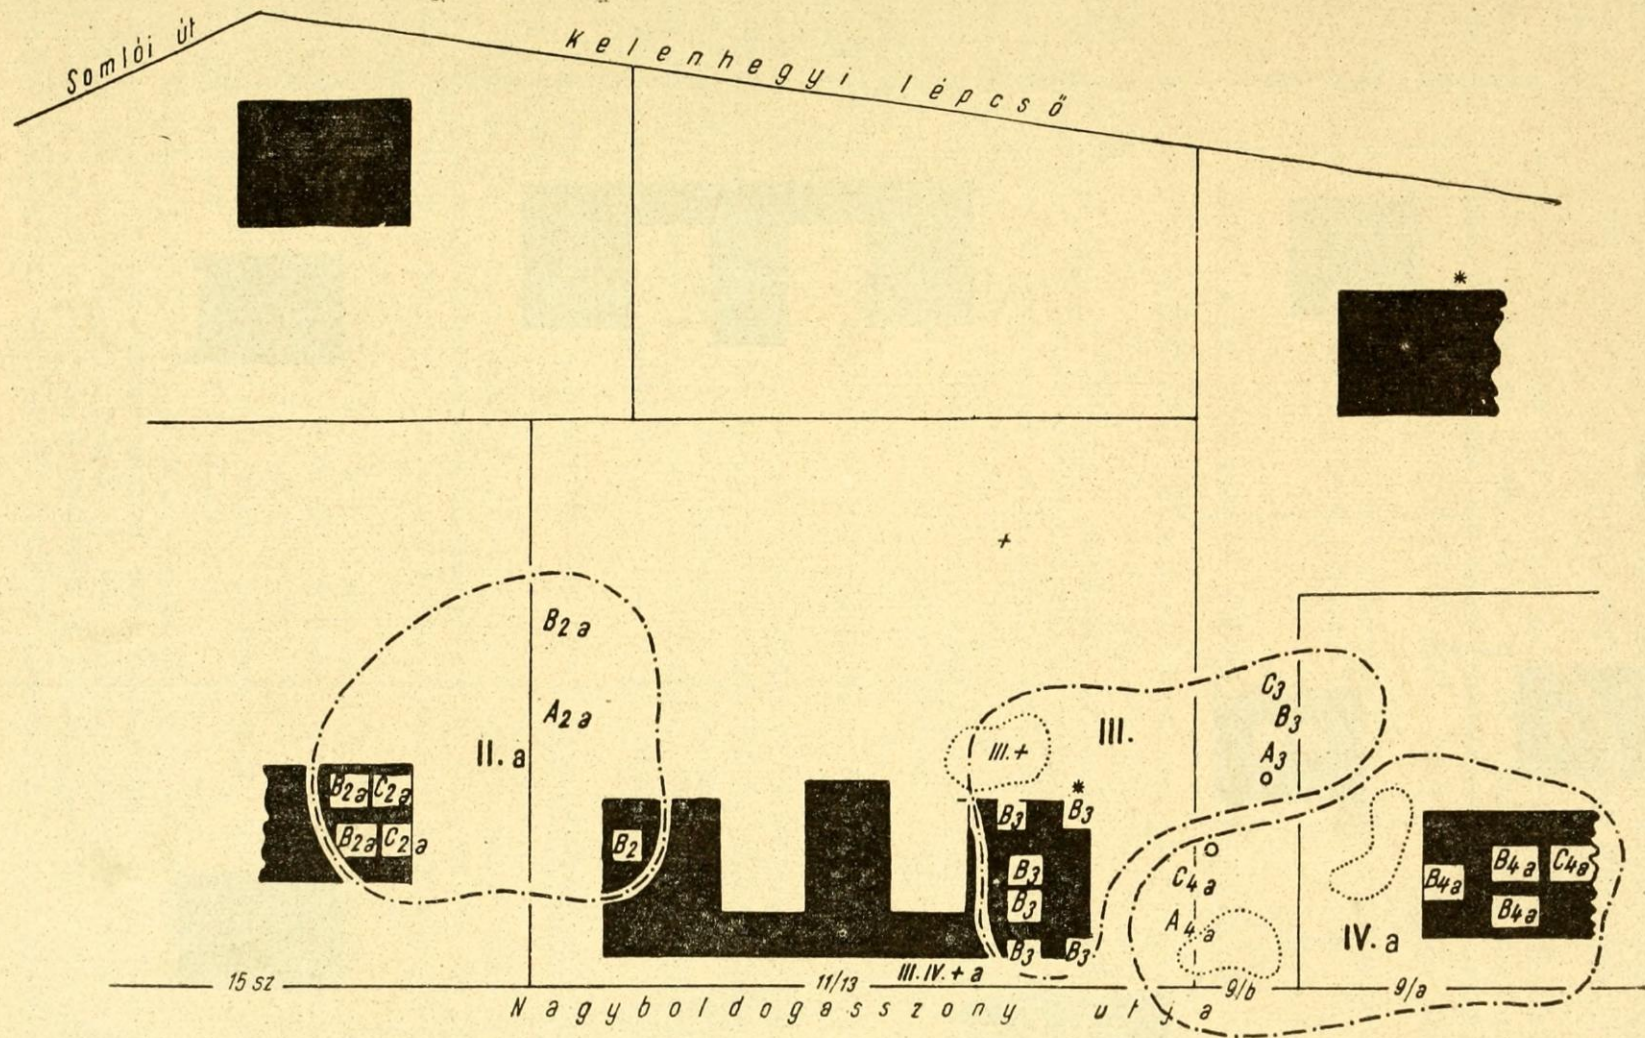 Somlói út
Kelenhegyi lépcső
*
+
B2a
A2a
II.a
B2a C2a
B2a C2a
B2
C3
B3
A3
III.
III.+
*
B3 B3
B3
B3
B3 B3
C4a
A4a
IV. a
B4a B4a C4a
B4a
III.IV.+a
15 sz
11/13
9/b
9/a
Nagyboldogasszony utja